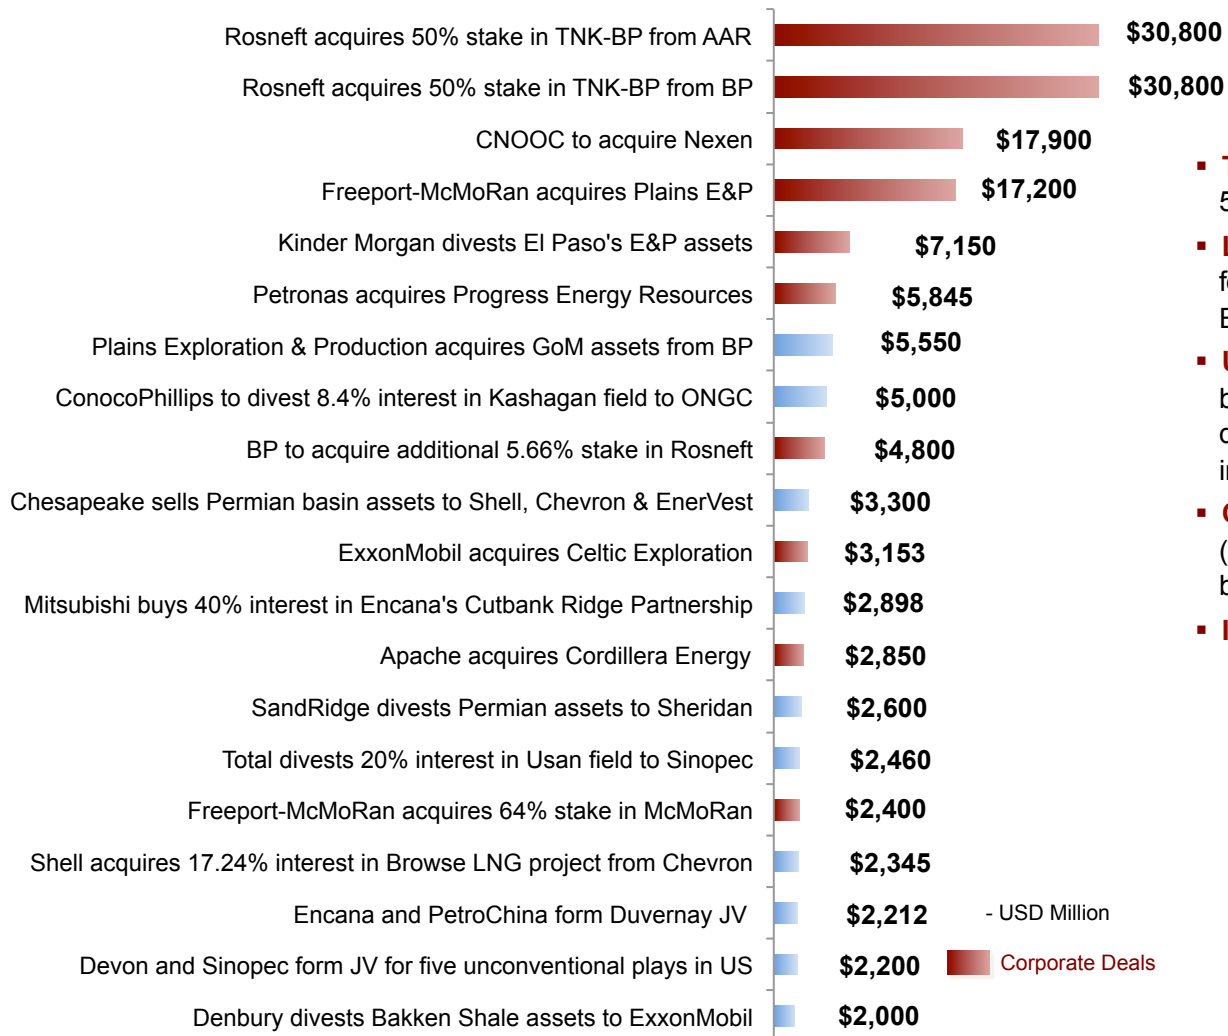 Rosneft acquires 50% stake in TNK-BP from AAR $30,800
Rosneft acquires 50% stake in TNK-BP from BP $30,800
CNOOC to acquire Nexen $17,900
Freeport-McMoRan acquires Plains E&P $17,200
Kinder Morgan divests El Paso's E&P assets $7,150
Petronas acquires Progress Energy Resources $5,845
Plains Exploration & Production acquires GoM assets from BP $5,550
ConocoPhillips to divest 8.4% interest in Kashagan field to ONGC $5,000
BP to acquire additional 5.66% stake in Rosneft $4,800
Chesapeake sells Permian basin assets to Shell, Chevron & EnerVest $3,300
ExxonMobil acquires Celtic Exploration $3,153
Mitsubishi buys 40% interest in Encana's Cutbank Ridge Partnership $2,898
Apache acquires Cordillera Energy $2,850
SandRidge divests Permian assets to Sheridan $2,600
Total divests 20% interest in Usan field to Sinopec $2,460
Freeport-McMoRan acquires 64% stake in McMoRan $2,400
Shell acquires 17.24% interest in Browse LNG project from Chevron $2,345
Encana and PetroChina form Duvernay JV $2,212
- USD Million
Devon and Sinopec form JV for five unconventional plays in US $2,200
Corporate Deals
Denbury divests Bakken Shale assets to ExxonMobil $2,000